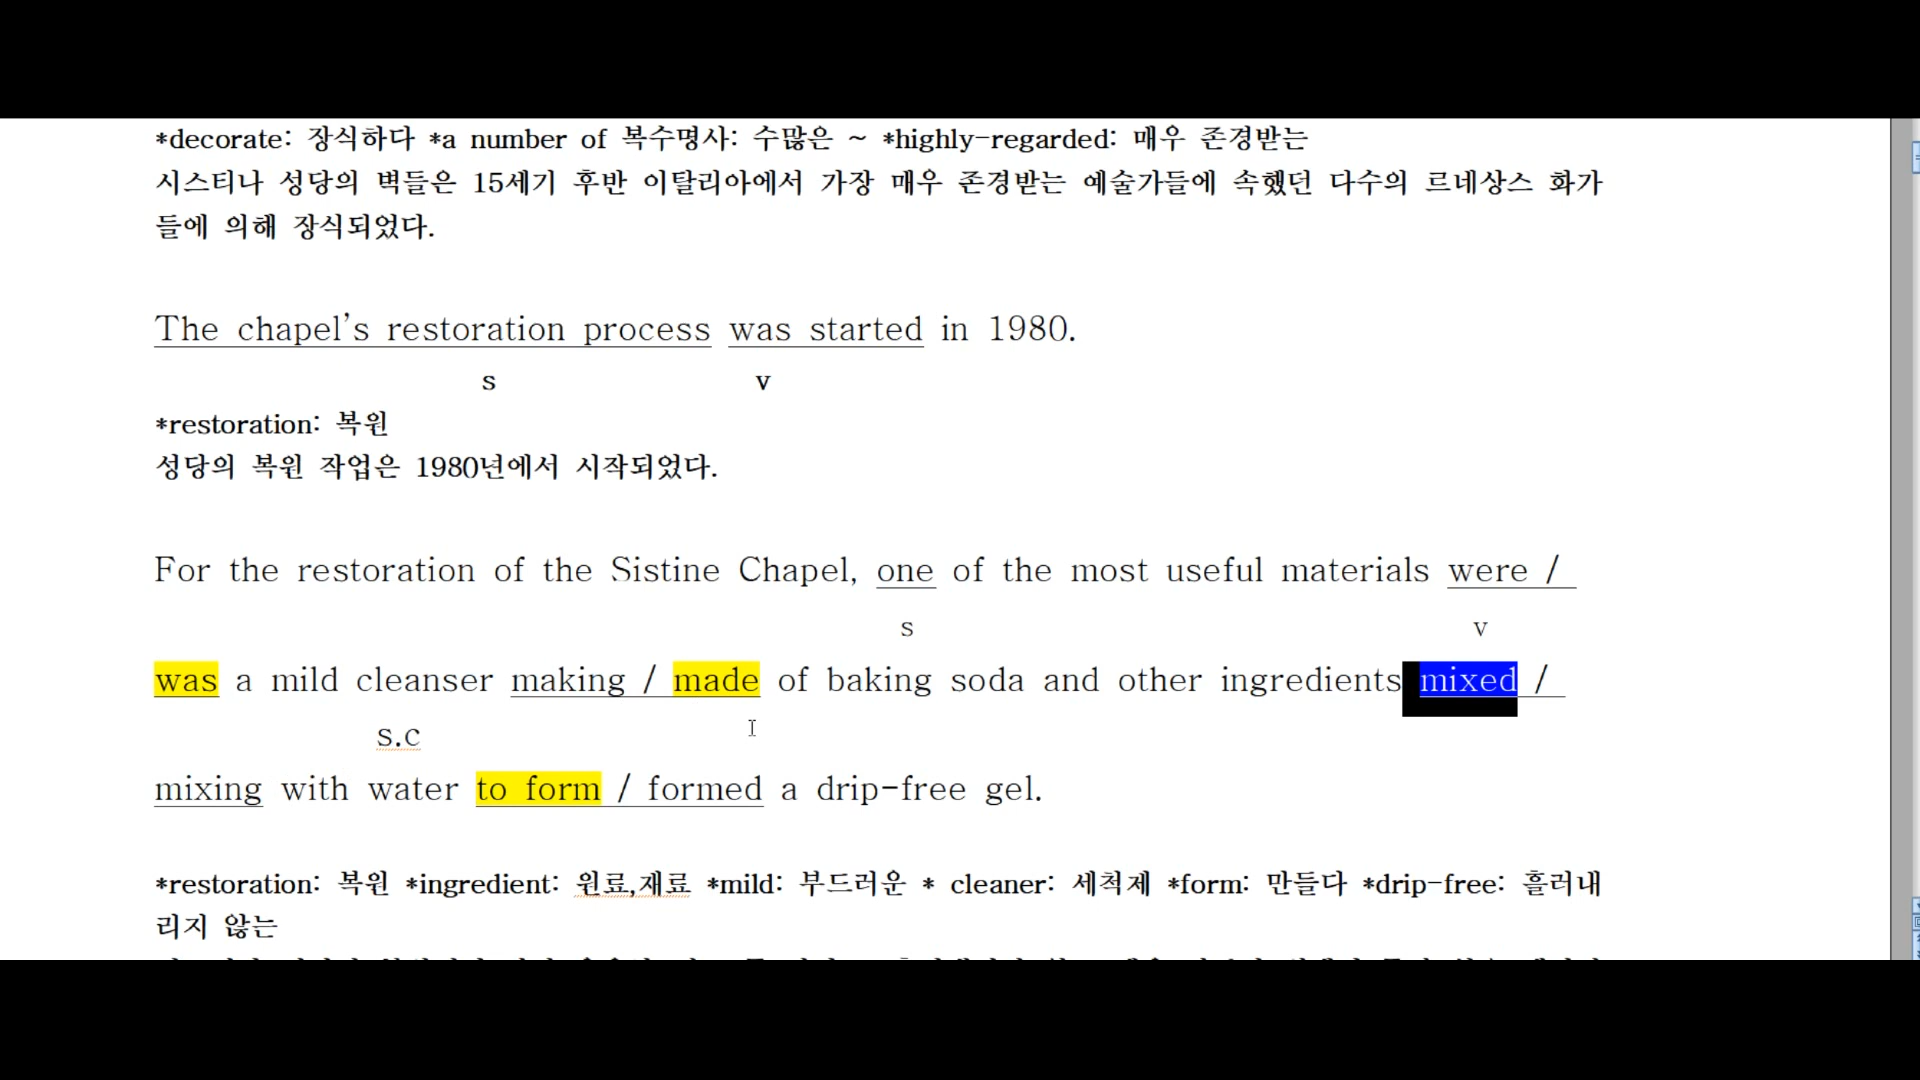 *decorate: 장식하다 *a number of 복수명사: 수많은 ~ *highly-regarded: 매우 존경받는
시스티나 성당의 벽들은 15세기 후반 이탈리아에서 가장 매우 존경받는 예술가들에 속했던 다수의 르네상스 화가
들에 의해 장식되었다.
The chapel's restoration process was started in 1980.
s v
*restoration: 복원
성당의 복원 작업은 1980년에서 시작되었다.
For the restoration of the Sistine Chapel, one of the most useful materials were /
s v
was a mild cleanser making / made of baking soda and other ingredients mixed /
s.c
mixing with water to form / formed a drip-free gel.
*restoration: 복원 *ingredient: 원료,재료 *mild: 부드러운 * cleaner: 세척제 *form: 만들다 *drip-free: 흘러내
리지 않는